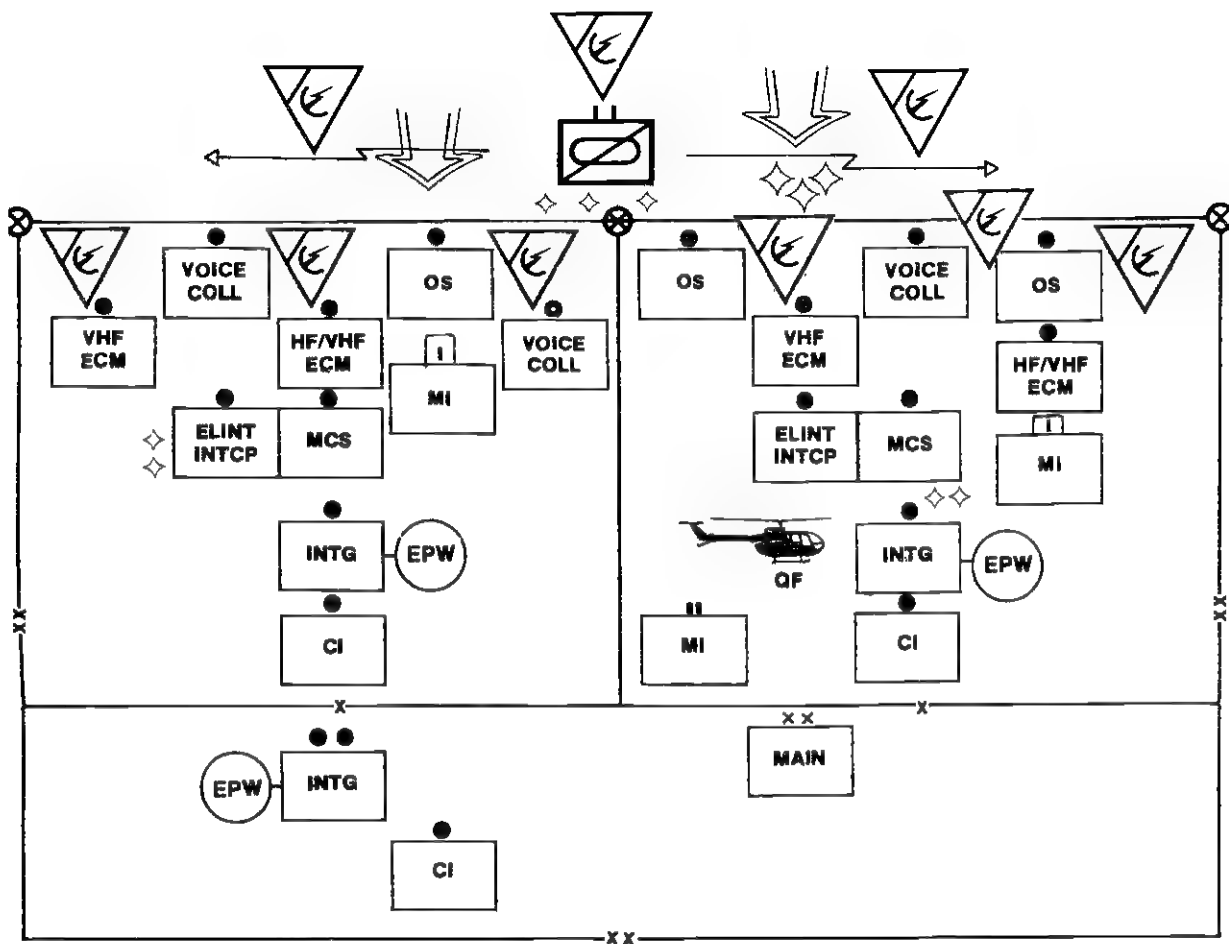 VOICE
COLL
OS
OS
VOICE
COLL
OS
VHF
ECM
HF/VHF
ECM
VOICE
COLL
VHF
ECM
HF/VHF
ECM
I
MI
ELINT
INTCP
MCS
ELINT
INTCP
MCS
I
MI
INTG
EPW
QF
INTG
EPW
XX
XX
CI
II
MI
CI
X
X
XX
MAIN
EPW
INTG
CI
XX